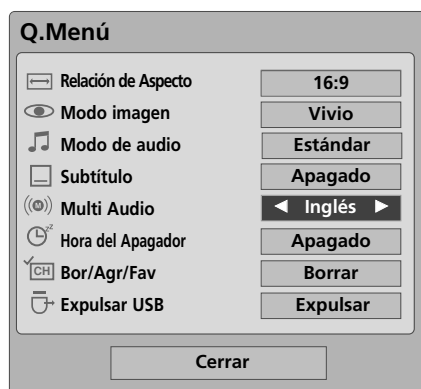 Q.Menú
Relación de Aspecto 16:9
Modo imagen Vivio
Modo de audio Estándar
Subtítulo Apagado
Multi Audio ◀ Inglés ▶
Hora del Apagador Apagado
CH Bor/Agr/Fav Borrar
Expulsar USB Expulsar
Cerrar